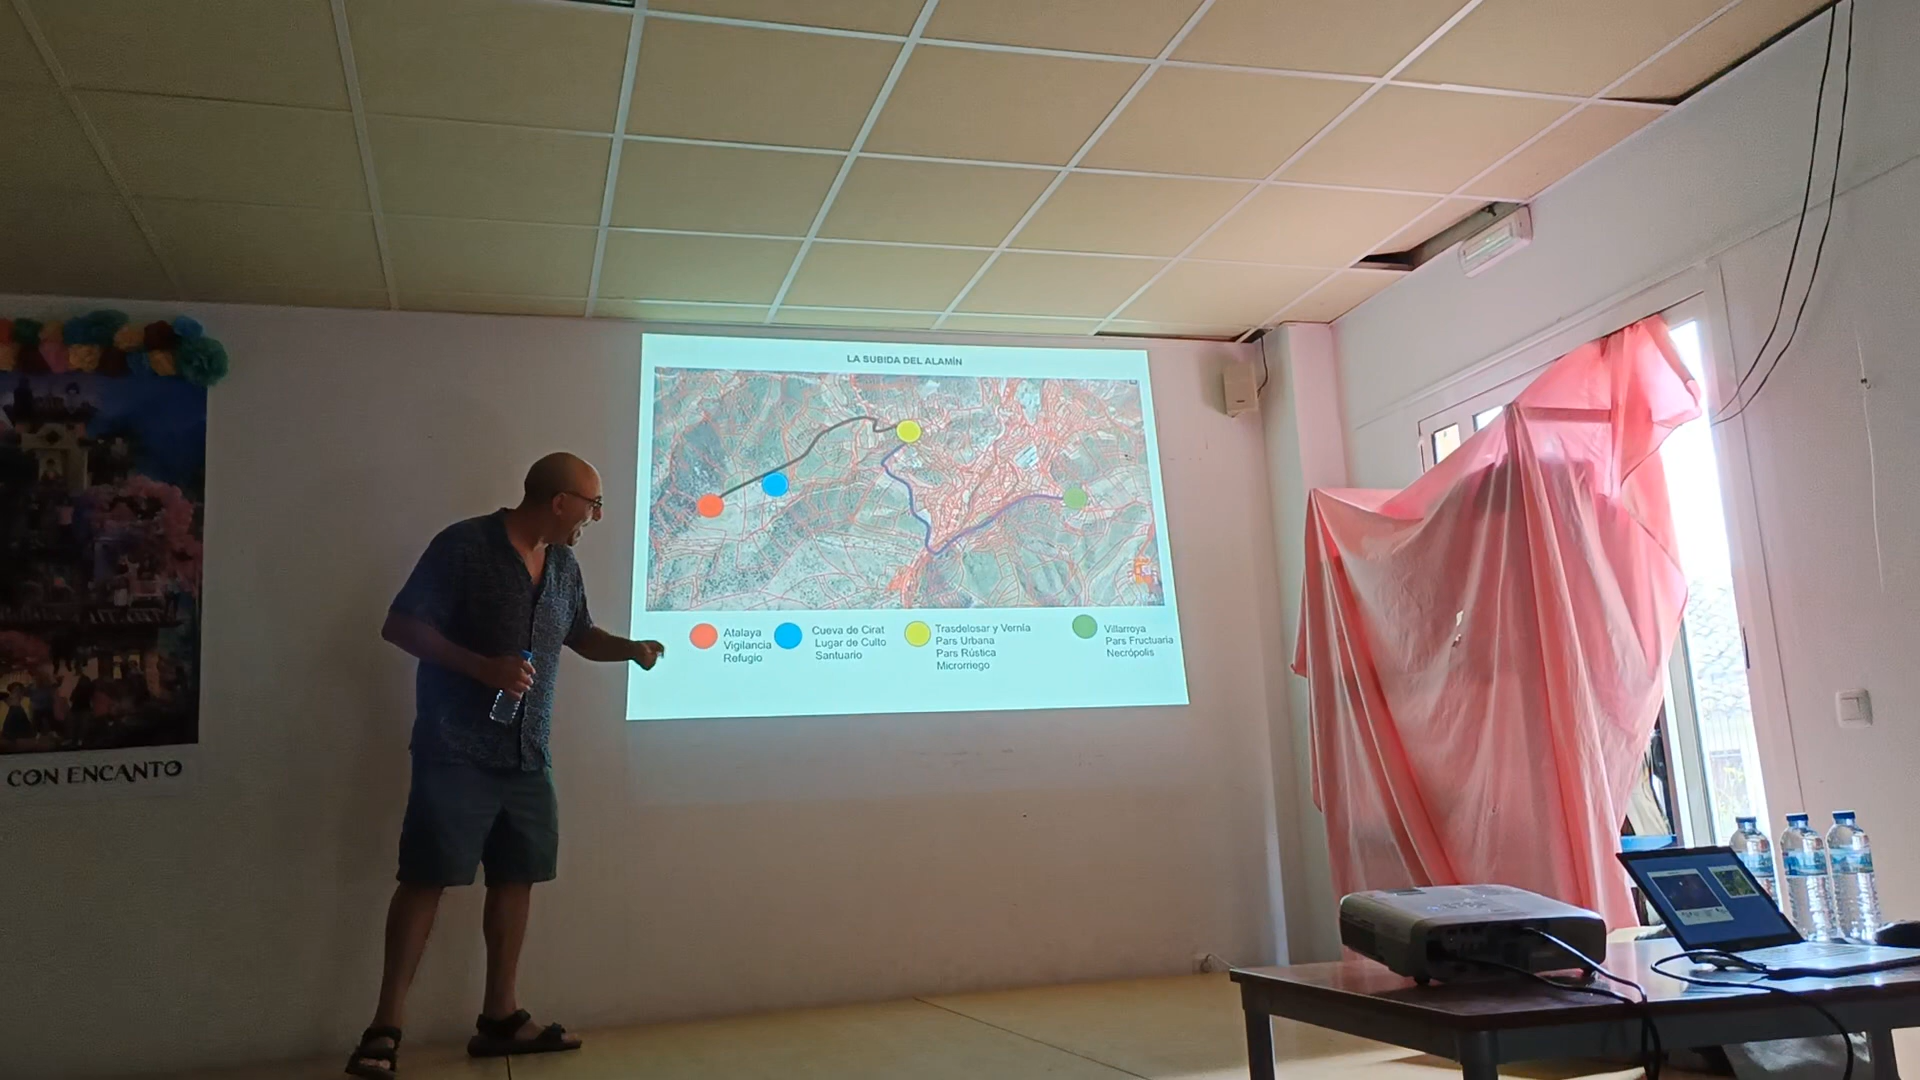 LA SUBIDA DEL ALAMÍN
Atalaya
Vigilancia
Refugio
Cueva de Cirat
Lugar de Culto
Santuario
Trasdelosar y Vernia
Pars Urbana
Pars Rústica
Microrriego
Villarroya
Pars Fructuaria
Necrópolis
CON ENCANTO